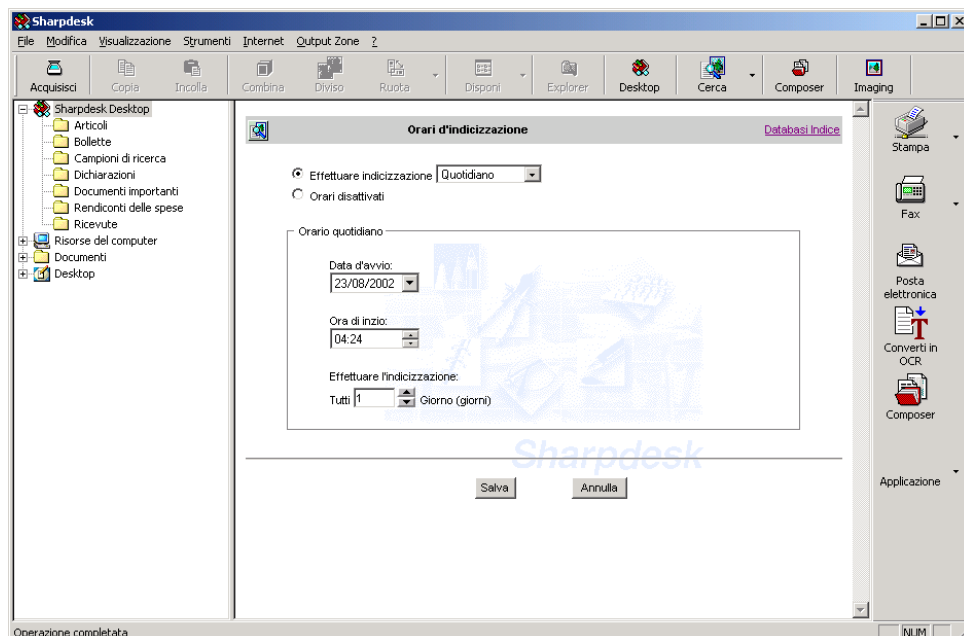 Sharpdesk
File Modifica Visualizzazione Strumenti Internet Output Zone ?
Acquisisci Copia Incolla Combina Diviso Ruota Disponi Explorer Desktop Cerca Composer Imaging
Sharpdesk Desktop
Articoli
Bollette
Campioni di ricerca
Dichiarazioni
Documenti importanti
Rendiconti delle spese
Ricevute
Risorse del computer
Documenti
Desktop
Orari d'indicizzazione Databasi Indice
Effettuare indicizzazione Quotidiano
Orari disattivati
Orario quotidiano
Data d'avvio:
23/08/2002
Ora di inzio:
04:24
Effettuare l'indicizzazione:
Tutti 1 Giorno (giorni)
Sharpdesk
Salva Annulla
Stampa
Fax
Posta
elettronica
Converti in
OCR
Composer
Applicazione
Operazione completata NUM